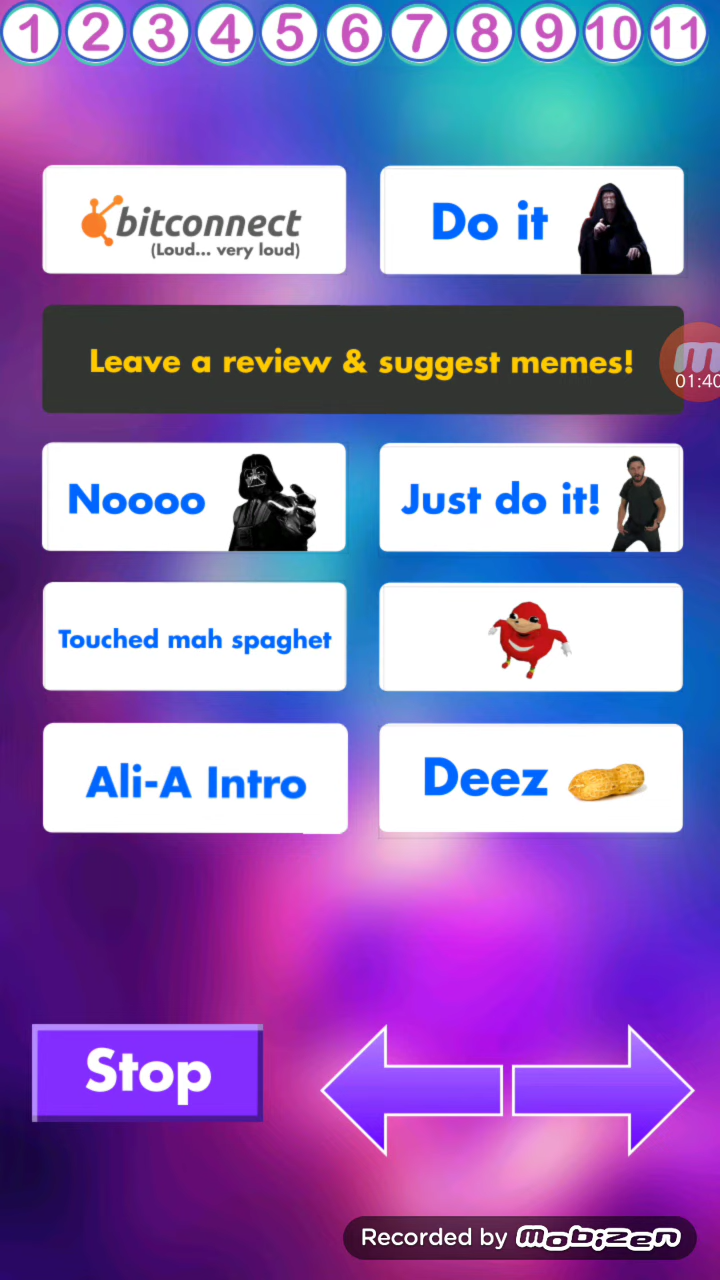 1 2 3 4 5 6 7 8 9 10 11
bitconnect
(Loud... very loud)
Do it
Leave a review & suggest memes!
01:40
Noooo
Just do it!
Touched mah spaghet
Ali-A Intro
Deez
Stop
Recorded by mobizen